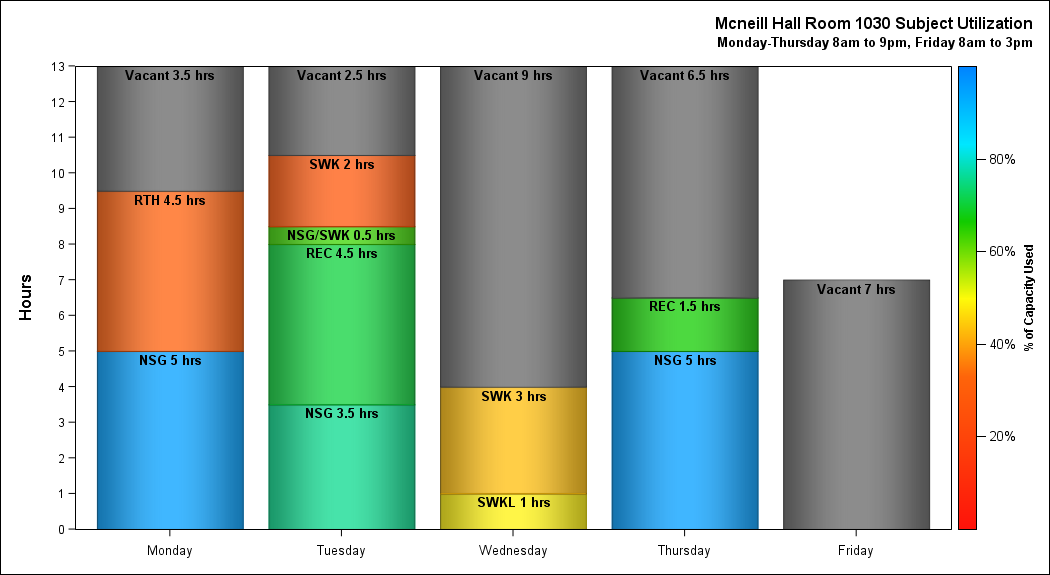 Mcneill Hall Room 1030 Subject Utilization
Monday-Thursday 8am to 9pm, Friday 8am to 3pm
Hours
13
12
11
10
9
8
7
6
5
4
3
2
1
0
Vacant 3.5 hrs
RTH 4.5 hrs
NSG 5 hrs
Vacant 2.5 hrs
SWK 2 hrs
NSG/SWK 0.5 hrs
REC 4.5 hrs
NSG 3.5 hrs
Vacant 9 hrs
SWK 3 hrs
SWKL 1 hrs
Vacant 6.5 hrs
REC 1.5 hrs
NSG 5 hrs
Vacant 7 hrs
Monday
Tuesday
Wednesday
Thursday
Friday
80%
60%
40%
20%
% of Capacity Used